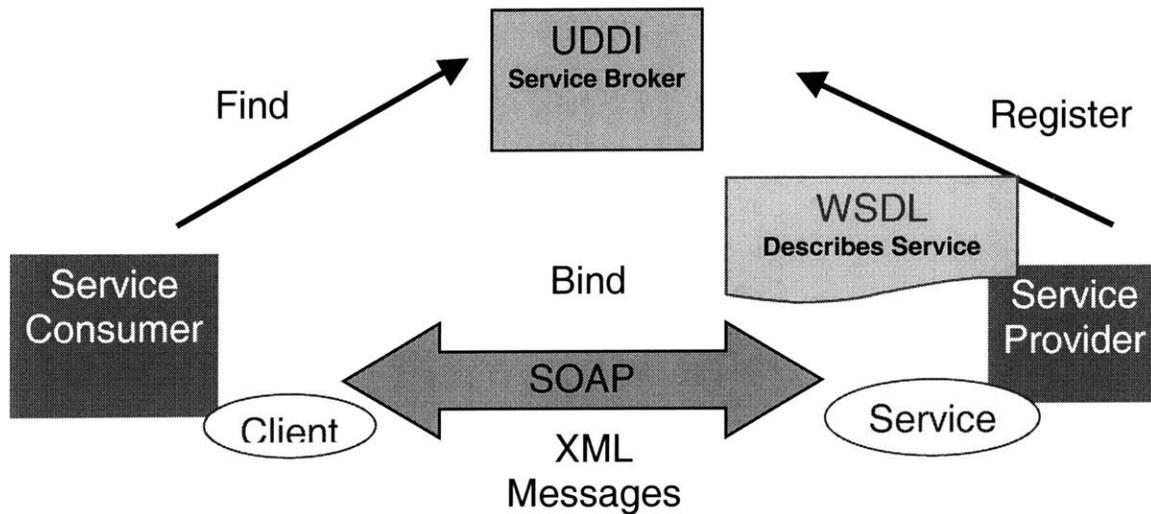 UDDI
Service Broker
Find
Register
WSDL
Describes Service
Service
Consumer
Bind
Service
Provider
SOAP
Client
Service
XML
Messages